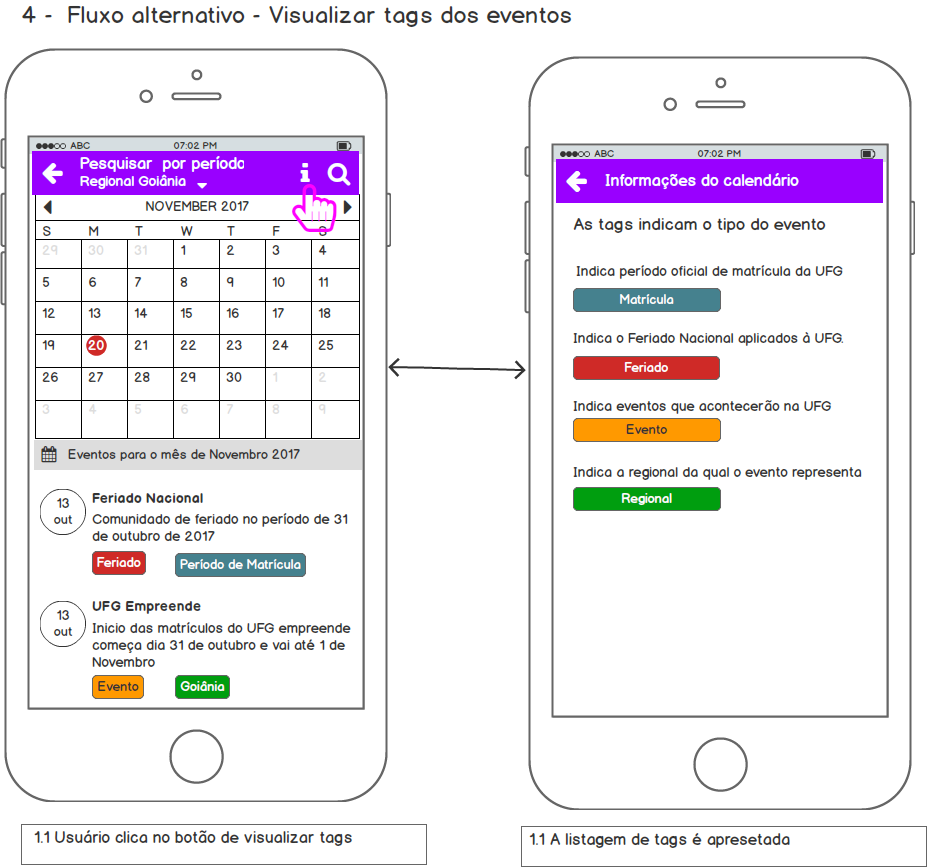 4 - Fluxo alternativo - Visualizar tags dos eventos
ABC 07:02 PM
Pesquisar por período
Regional Goiânia
NOVEMBER 2017
S M T W T F S
29 30 31 1 2 3 4
5 6 7 8 9 10 11
12 13 14 15 16 17 18
19 20 21 22 23 24 25
26 27 28 29 30 1 2
3 4 5 6 7 8 9
Eventos para o mês de Novembro 2017
13
out
Feriado Nacional
Comunidado de feriado no período de 31
de outubro de 2017
Feriado Período de Matrícula
13
out
UFG Empreende
Inicio das matrículos do UFG empreende
começa dia 31 de outubro e vai até 1 de
Novembro
Evento Goiânia
1.1 Usuário clica no botão de visualizar tags
ABC 07:02 PM
Informações do calendário
As tags indicam o tipo do evento
Indica período oficial de matrícula da UFG
Matrícula
Indica o Feriado Nacional aplicados à UFG.
Feriado
Indica eventos que acontecerão na UFG
Evento
Indica a regional da qual o evento representa
Regional
1.1 A listagem de tags é apresetada